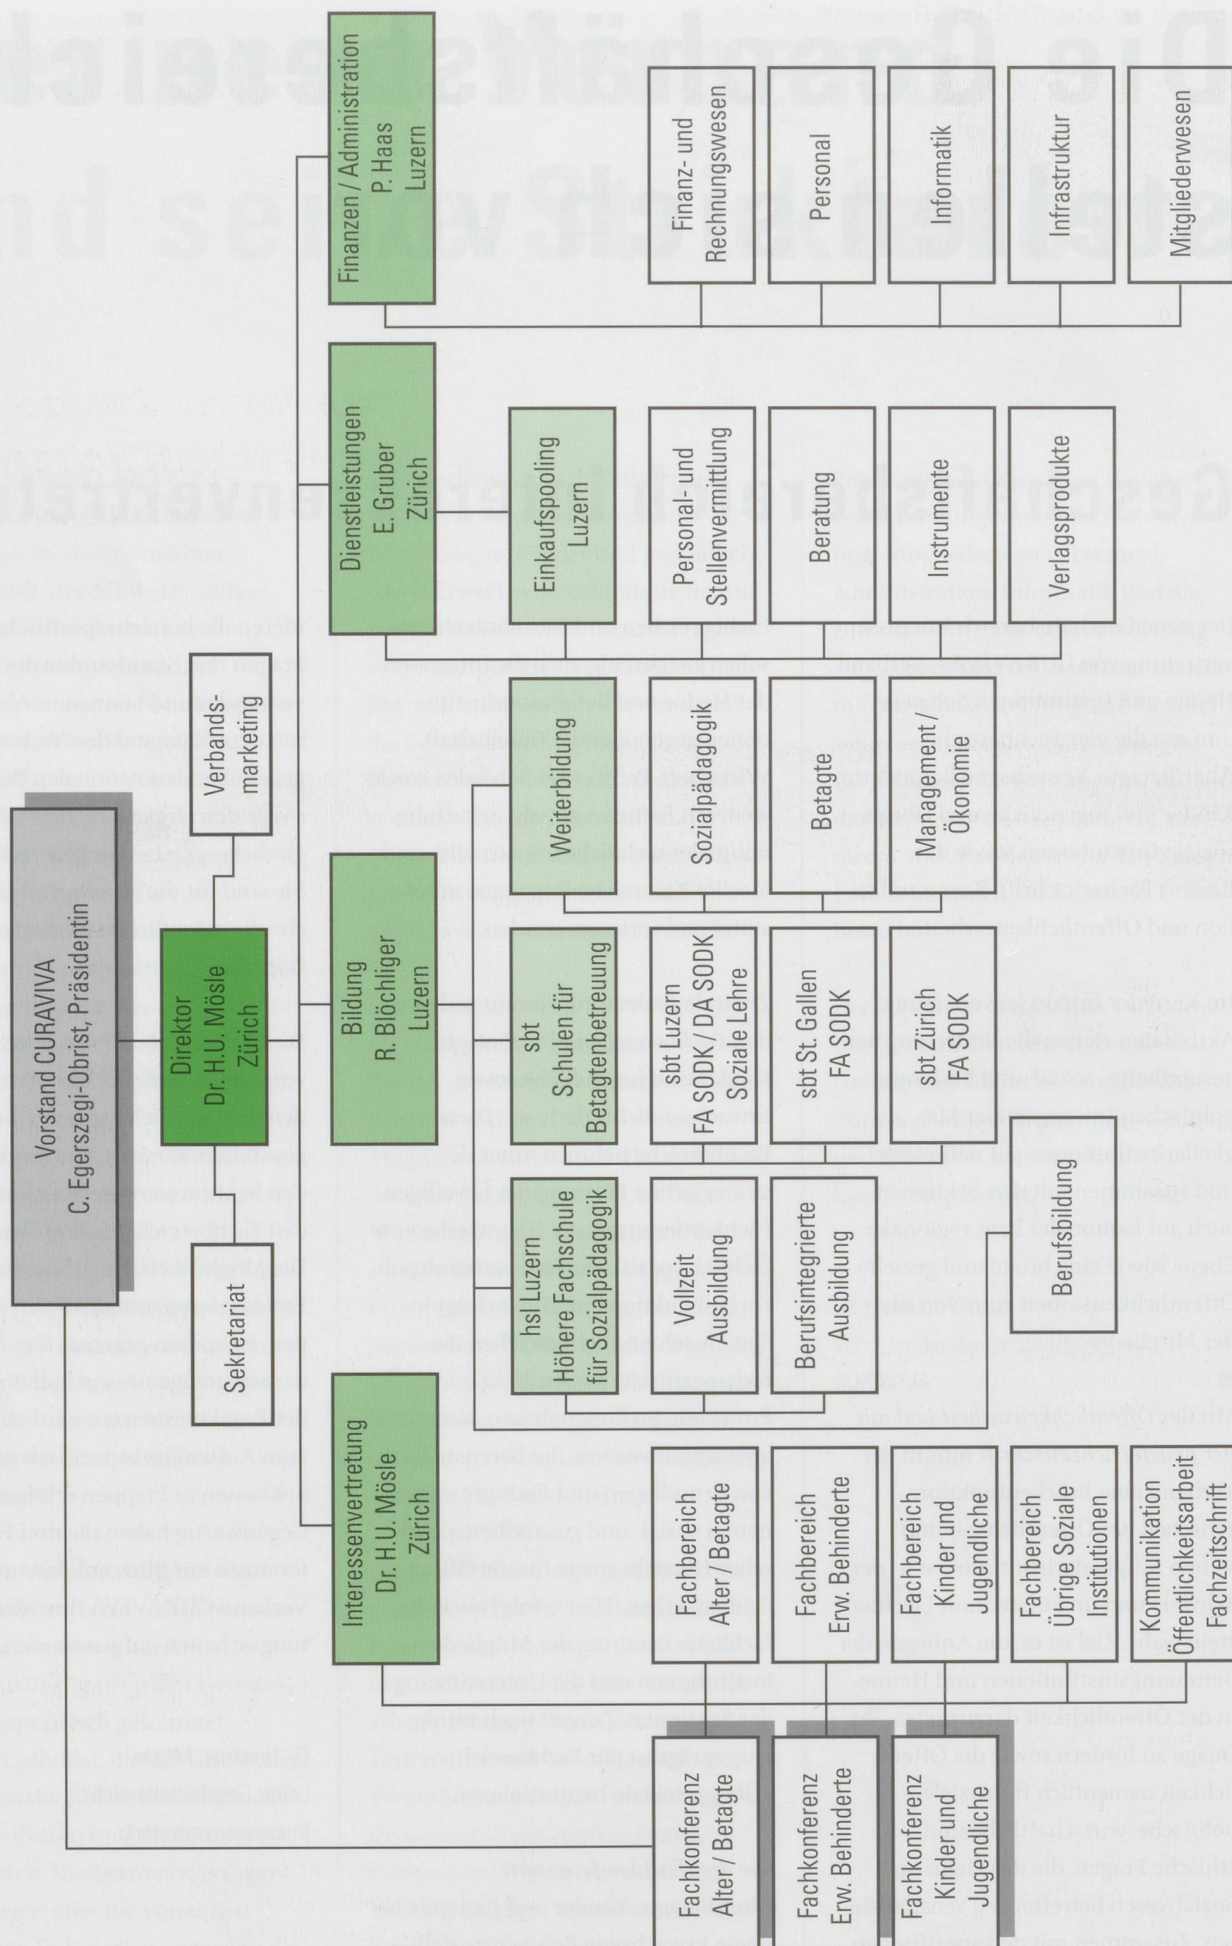 Vorstand CURAVIVA
C. Egerszegi-Obrist, Präsidentin
Direktor
Dr. H.U. Mösle
Zürich
Sekretariat
Verbands-
marketing
Interessenvertretung
Dr. H.U. Mösle
Zürich
Bildung
R. Blöchliger
Luzern
Dienstleistungen
E. Gruber
Zürich
Finanzen / Administration
P. Haas
Luzern
Fachkonferenz
Alter / Betagte
Fachkonferenz
Erw. Behinderte
Fachkonferenz
Kinder und
Jugendliche
Fachbereich
Alter / Betagte
Fachbereich
Erw. Behinderte
Fachbereich
Kinder und
Jugendliche
Fachbereich
Übrige Soziale
Institutionen
Kommunikation
Öffentlichkeitsarbeit
Fachzeitschrift
hsl Luzern
Höhere Fachschule
für Sozialpädagogik
Vollzeit
Ausbildung
Berufsintegrierte
Ausbildung
sbt
Schulen für
Betagtenbetreuung
sbt Luzern
FA SODK / DA SODK
Soziale Lehre
sbt St. Gallen
FA SODK
sbt Zürich
FA SODK
Berufsbildung
Weiterbildung
Sozialpädagogik
Betagte
Management /
Ökonomie
Einkaufspooling
Luzern
Personal- und
Stellenvermittlung
Beratung
Instrumente
Verlagsprodukte
Finanz- und
Rechnungswesen
Personal
Informatik
Infrastruktur
Mitgliederwesen